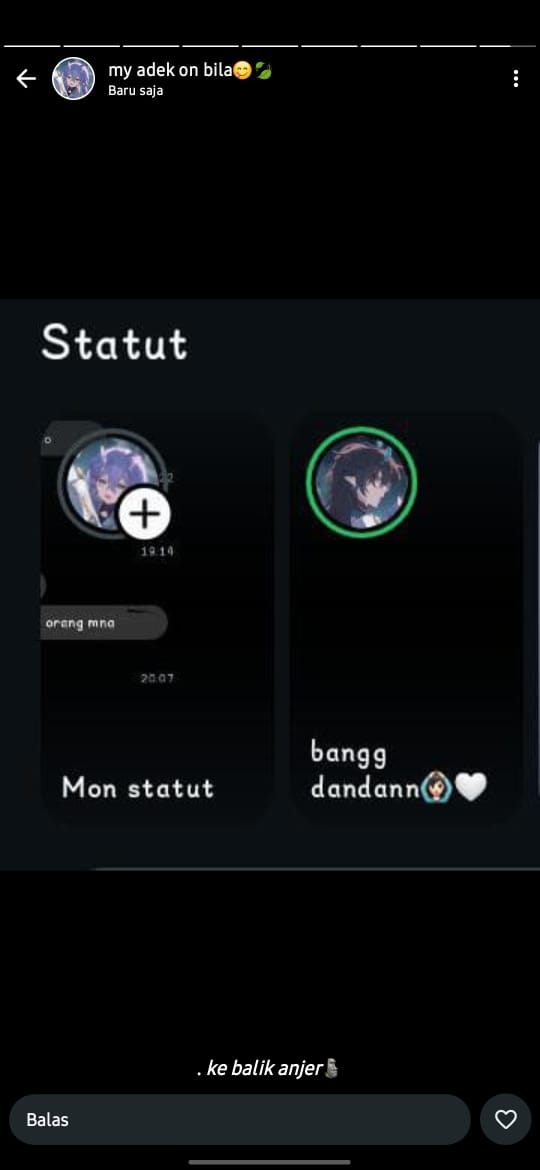 my adek on bila😋🍃
Baru saja
Statut
o
22
19.14
orang mna
20.07
Mon statut
bangg
dandann🙆🏻‍♀️🤍
. ke balik anjer🗿
Balas